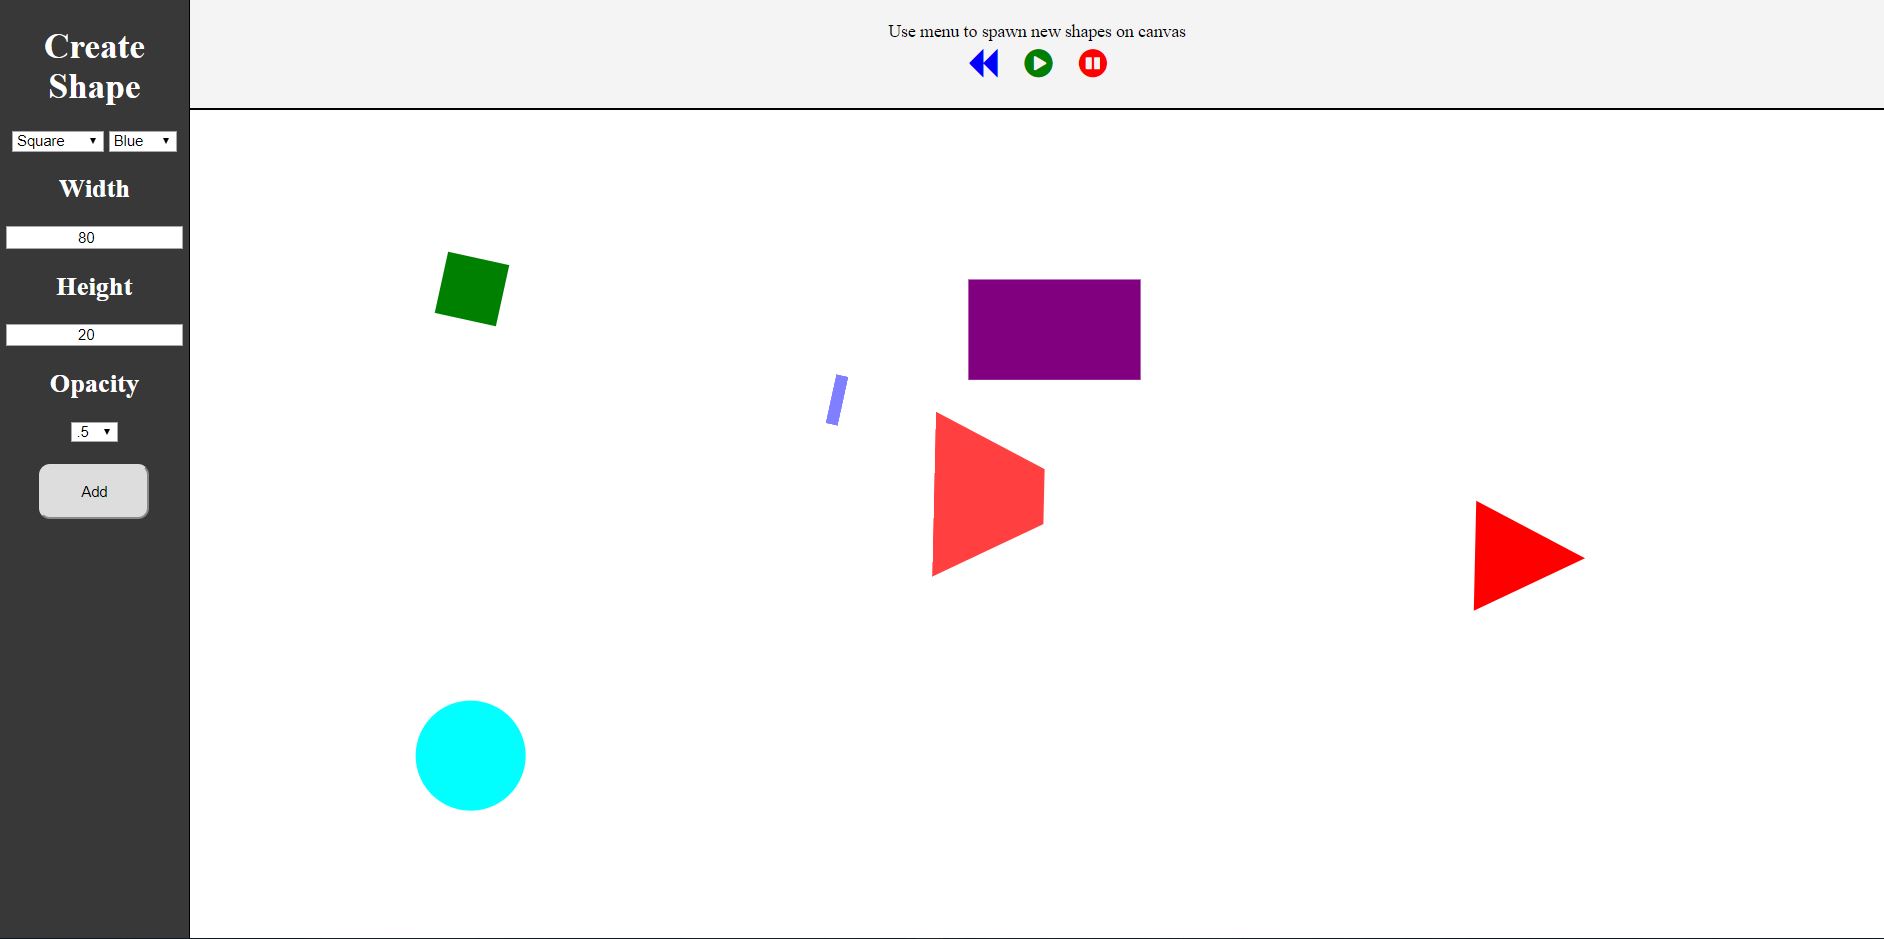 Create
Shape
Square Blue
Width
80
Height
20
Opacity
.5
Add
Use menu to spawn new shapes on canvas